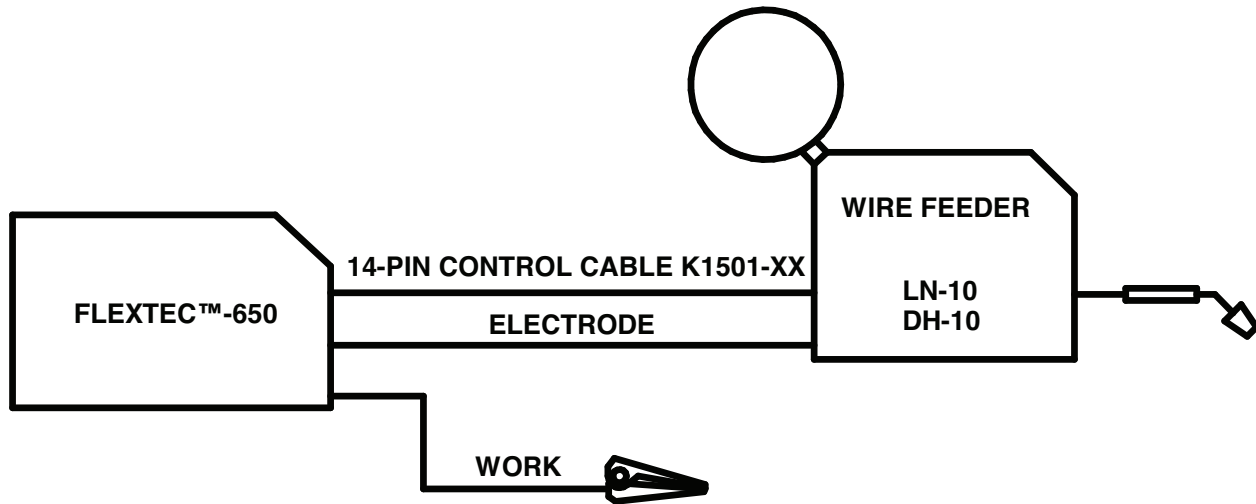 WIRE FEEDER
14-PIN CONTROL CABLE K1501-XX
FLEXTEC™-650
LN-10
DH-10
ELECTRODE
WORK